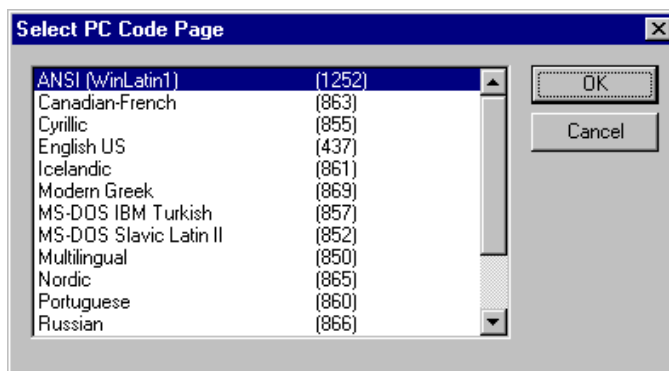 Select PC Code Page
ANSI (WinLatin1) (1252)
Canadian-French (863)
Cyrillic (855)
English US (437)
Icelandic (861)
Modern Greek (869)
MS-DOS IBM Turkish (857)
MS-DOS Slavic Latin II (852)
Multilingual (850)
Nordic (865)
Portuguese (860)
Russian (866)
OK
Cancel